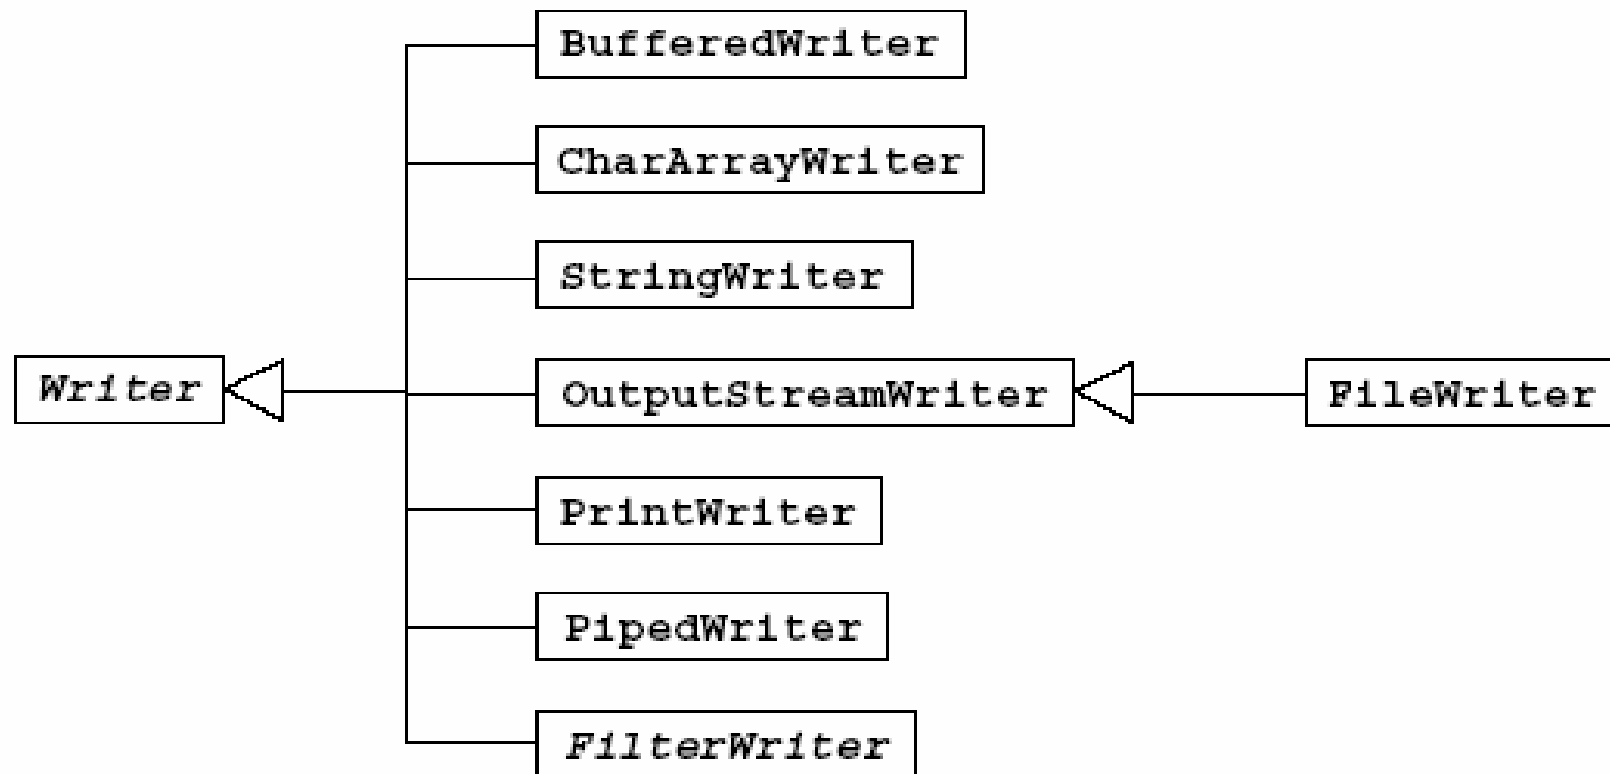 BufferedWriter
CharArrayWriter
StringWriter
Writer
OutputStreamWriter
FileWriter
PrintWriter
PipedWriter
FilterWriter